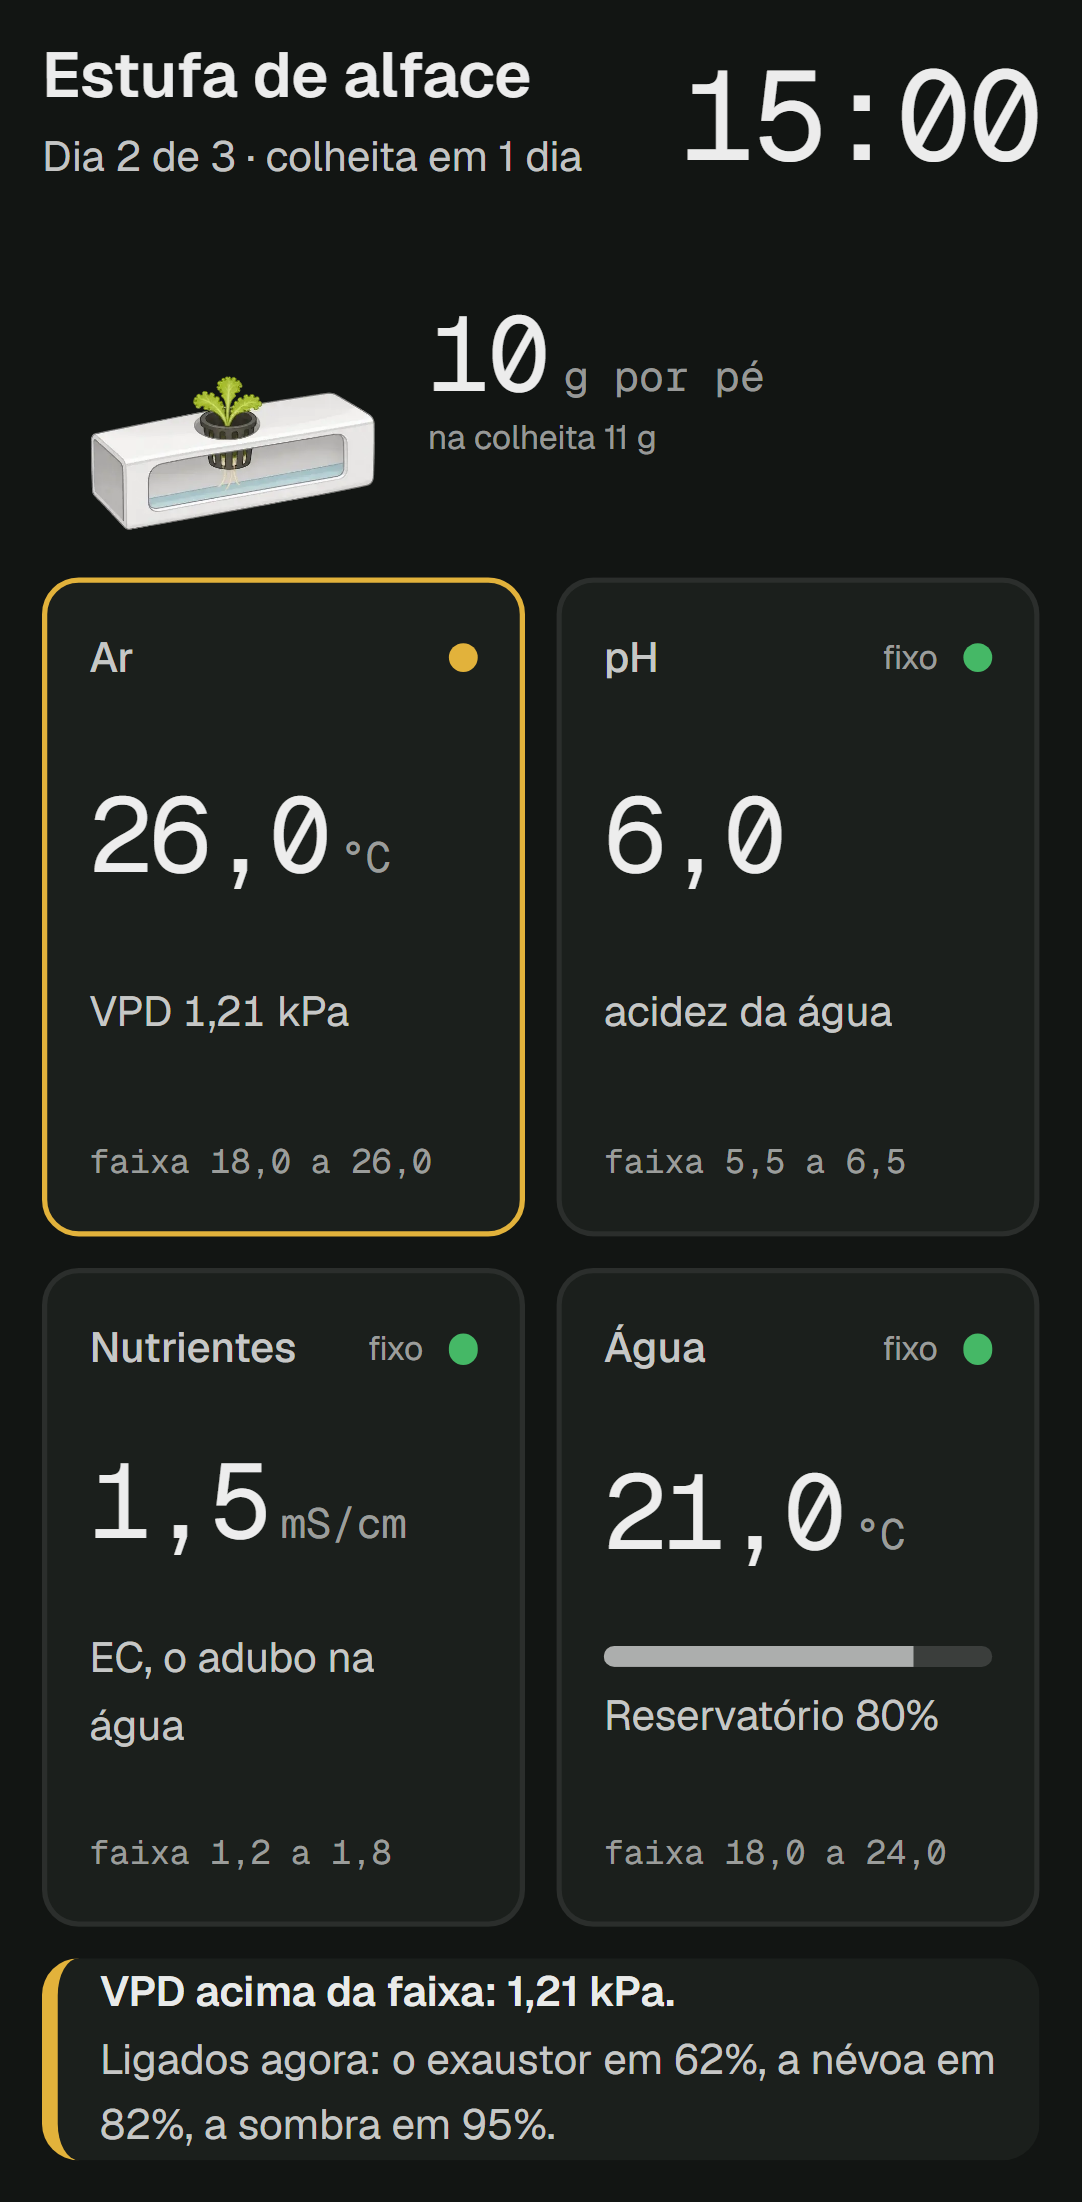 Estufa de alface
Dia 2 de 3 · colheita em 1 dia
15:00
10 g por pé
na colheita 11 g
Ar
26,0 °C
VPD 1,21 kPa
faixa 18,0 a 26,0
pH fixo
6,0
acidez da água
faixa 5,5 a 6,5
Nutrientes fixo
1,5 mS/cm
EC, o adubo na
água
faixa 1,2 a 1,8
Água fixo
21,0 °C
Reservatório 80%
faixa 18,0 a 24,0
VPD acima da faixa: 1,21 kPa.
Ligados agora: o exaustor em 62%, a névoa em
82%, a sombra em 95%.